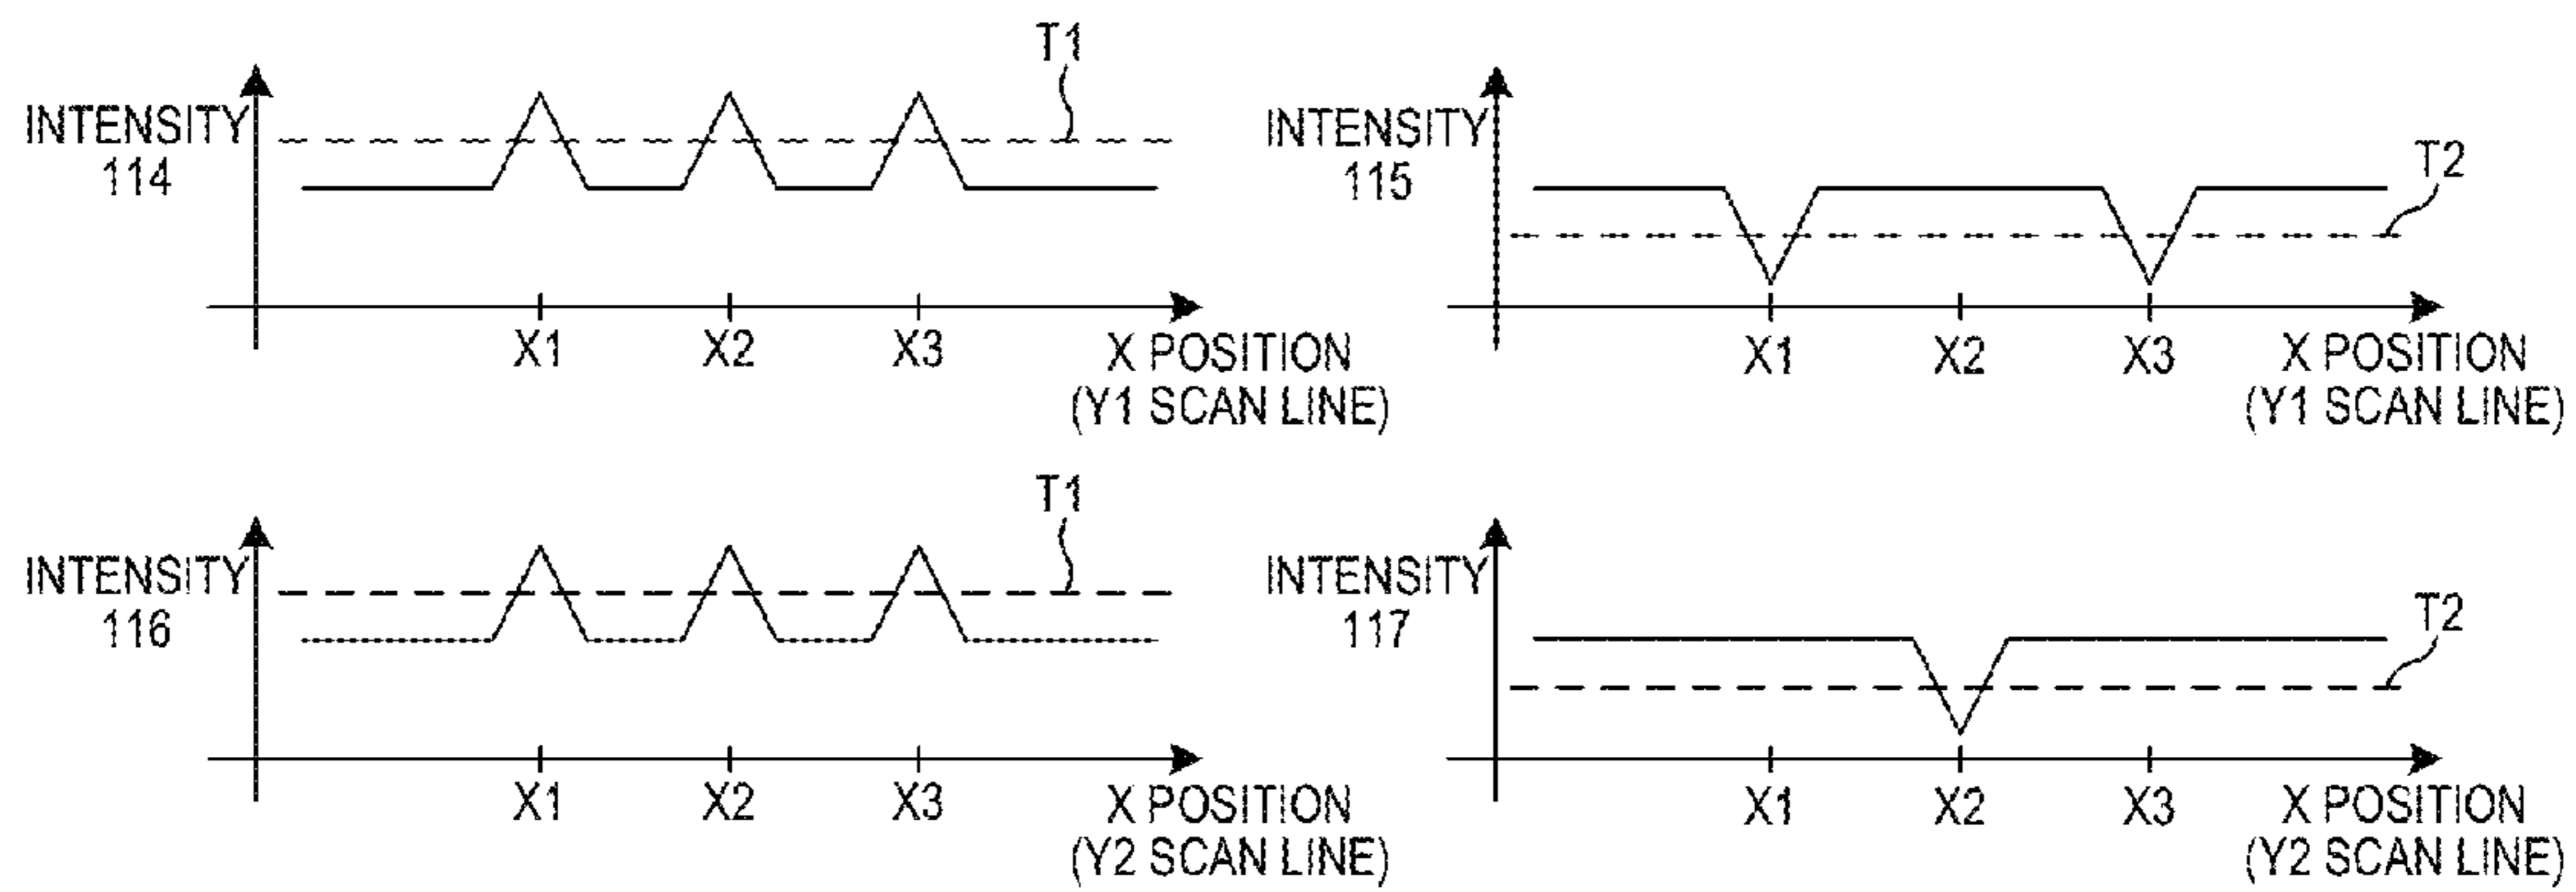 T1
INTENSITY
114
X1 X2 X3 X POSITION
(Y1 SCAN LINE)
INTENSITY
115
T2
X1 X2 X3 X POSITION
(Y1 SCAN LINE)
T1
INTENSITY
116
X1 X2 X3 X POSITION
(Y2 SCAN LINE)
INTENSITY
117
T2
X1 X2 X3 X POSITION
(Y2 SCAN LINE)